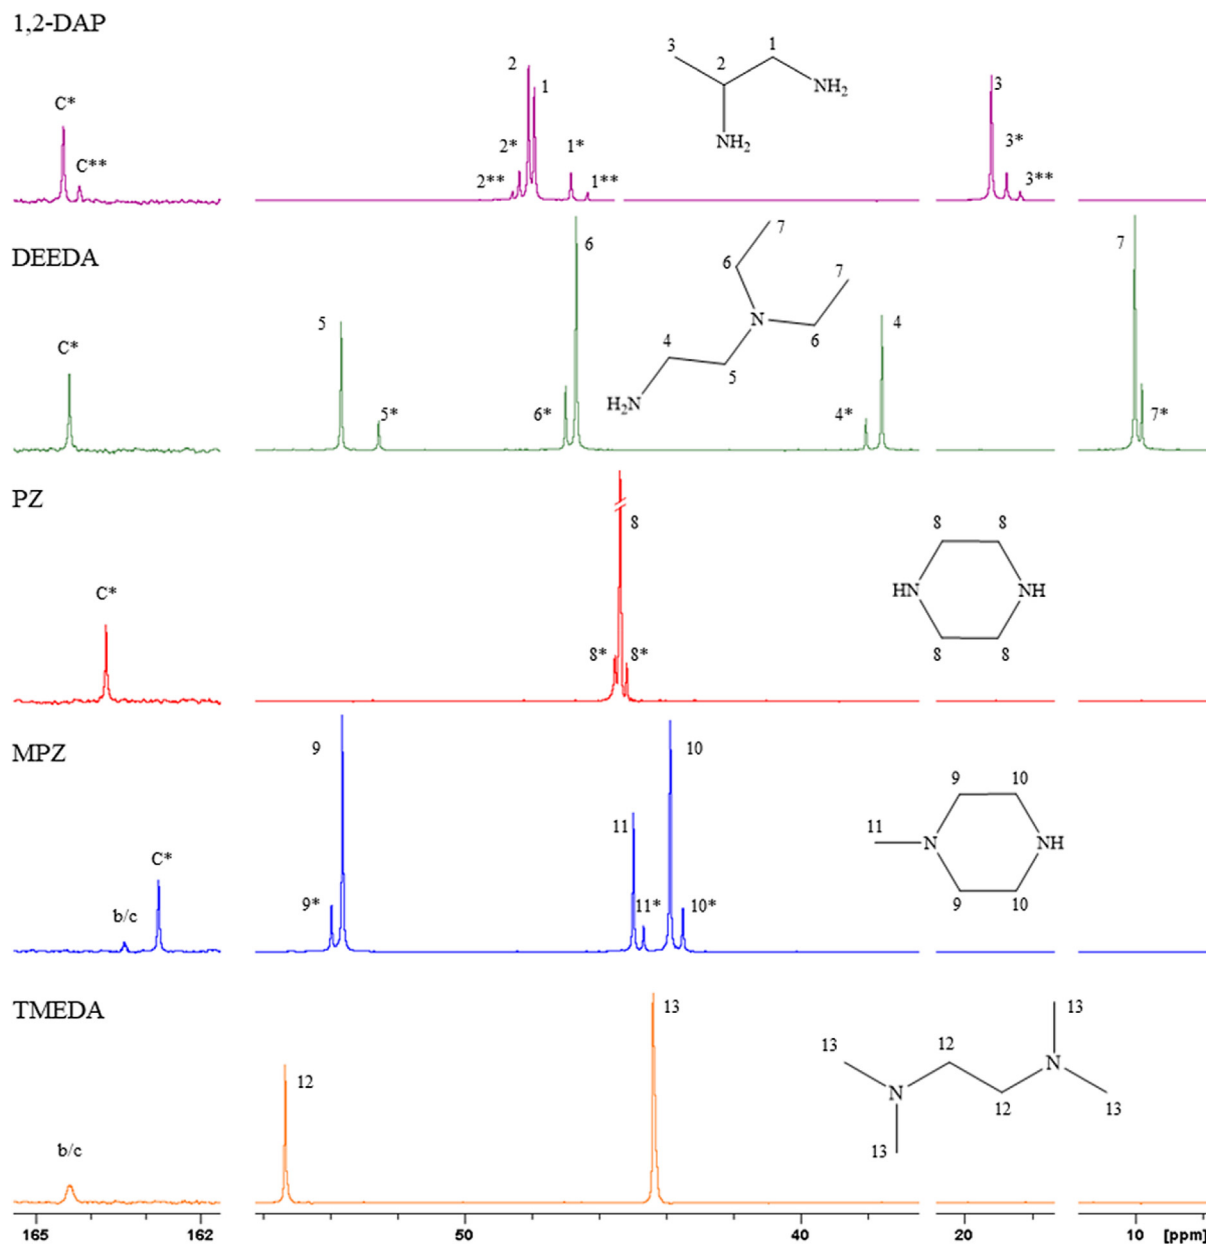 1,2-DAP
3 1
2 2
1 NH₂ 3
C*
NH₂ 3*
C** 2* 1*
2** 1** 3**
DEEDA
7
6 7 7
6
5 N 4
C* 4 6
5
H₂N
5* 6* 4* 7*
PZ
8 8 8
C* HN NH
8* 8* 8 8
MPZ
9 10
9 10
11
11 N NH
C*
b/c 9* 11* 10* 9 10
TMEDA
13 13
13 12
12 N
N 12 13
b/c 13
165 162 50 40 20 10 [ppm]